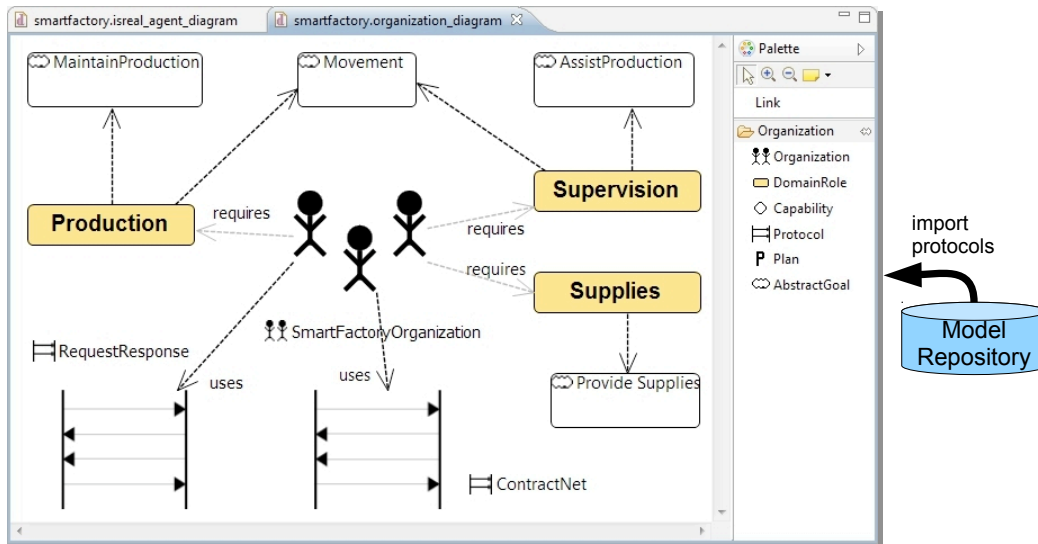 smartfactory.isreal_agent_diagram
smartfactory.organization_diagram
MaintainProduction
Movement
AssistProduction
Palette
Link
Organization
Organization
DomainRole
Capability
Protocol
P Plan
AbstractGoal
Production
requires
Supervision
requires
requires
Supplies
SmartFactoryOrganization
RequestResponse
uses
uses
Provide Supplies
ContractNet
import
protocols
Model
Repository